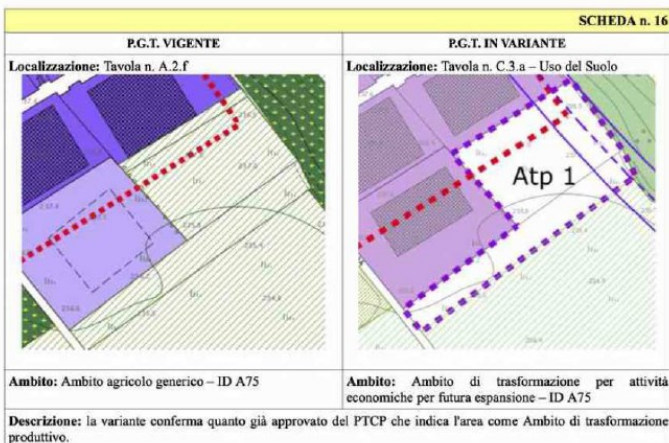 SCHEDA n. 16
P.G.T. VIGENTE
P.G.T. IN VARIANTE
Localizzazione: Tavola n. A.2.f
Localizzazione: Tavola n. C.3.a – Uso del Suolo
Atp 1
Ambito: Ambito agricolo generico – ID A75
Ambito: Ambito di trasformazione per attività
economiche per futura espansione – ID A75
Descrizione: la variante conferma quanto già approvato del PTCP che indica l'area come Ambito di trasformazione
produttivo.